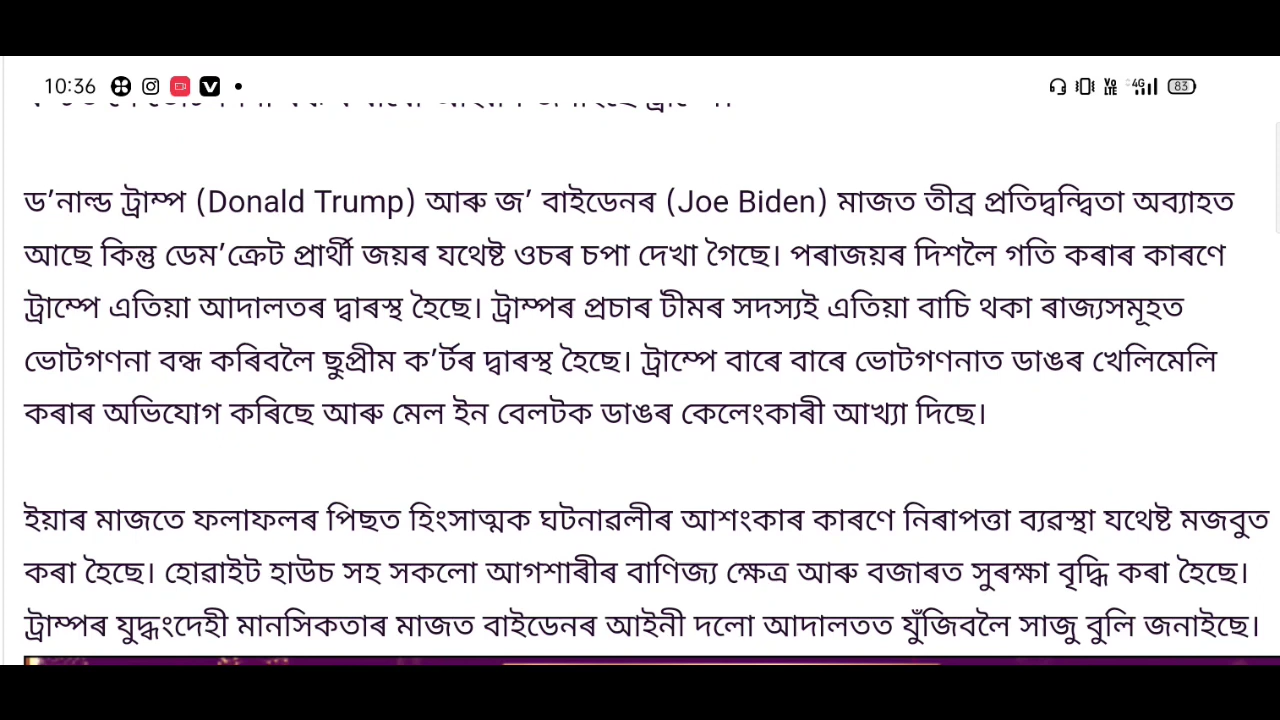 10:36
4G 83
ড'নাল্ড ট্ৰাম্প (Donald Trump) আৰু জ' বাইডেনৰ (Joe Biden) মাজত তীব্ৰ প্ৰতিদ্বন্দ্বিতা অব্যাহত
আছে কিন্তু ডেম'ক্ৰেট প্ৰাৰ্থী জয়ৰ যথেষ্ট ওচৰ চপা দেখা গৈছে। পৰাজয়ৰ দিশলৈ গতি কৰাৰ কাৰণে
ট্ৰাম্পে এতিয়া আদালতৰ দ্বাৰস্থ হৈছে। ট্ৰাম্পৰ প্ৰচাৰ টীমৰ সদস্যই এতিয়া বাচি থকা ৰাজ্যসমূহত
ভোটগণনা বন্ধ কৰিবলৈ ছুপ্ৰীম ক'ৰ্টৰ দ্বাৰস্থ হৈছে। ট্ৰাম্পে বাৰে বাৰে ভোটগণনাত ডাঙৰ খেলিমেলি
কৰাৰ অভিযোগ কৰিছে আৰু মেল ইন বেলটক ডাঙৰ কেলেংকাৰী আখ্যা দিছে।
ইয়াৰ মাজতে ফলাফলৰ পিছত হিংসাত্মক ঘটনাৱলীৰ আশংকাৰ কাৰণে নিৰাপত্তা ব্যৱস্থা যথেষ্ট মজবুত
কৰা হৈছে। হোৱাইট হাউচ সহ সকলো আগশাৰীৰ বাণিজ্য ক্ষেত্ৰ আৰু বজাৰত সুৰক্ষা বৃদ্ধি কৰা হৈছে।
ট্ৰাম্পৰ যুদ্ধংদেহী মানসিকতাৰ মাজত বাইডেনৰ আইনী দলো আদালতত যুঁজিবলৈ সাজু বুলি জনাইছে।